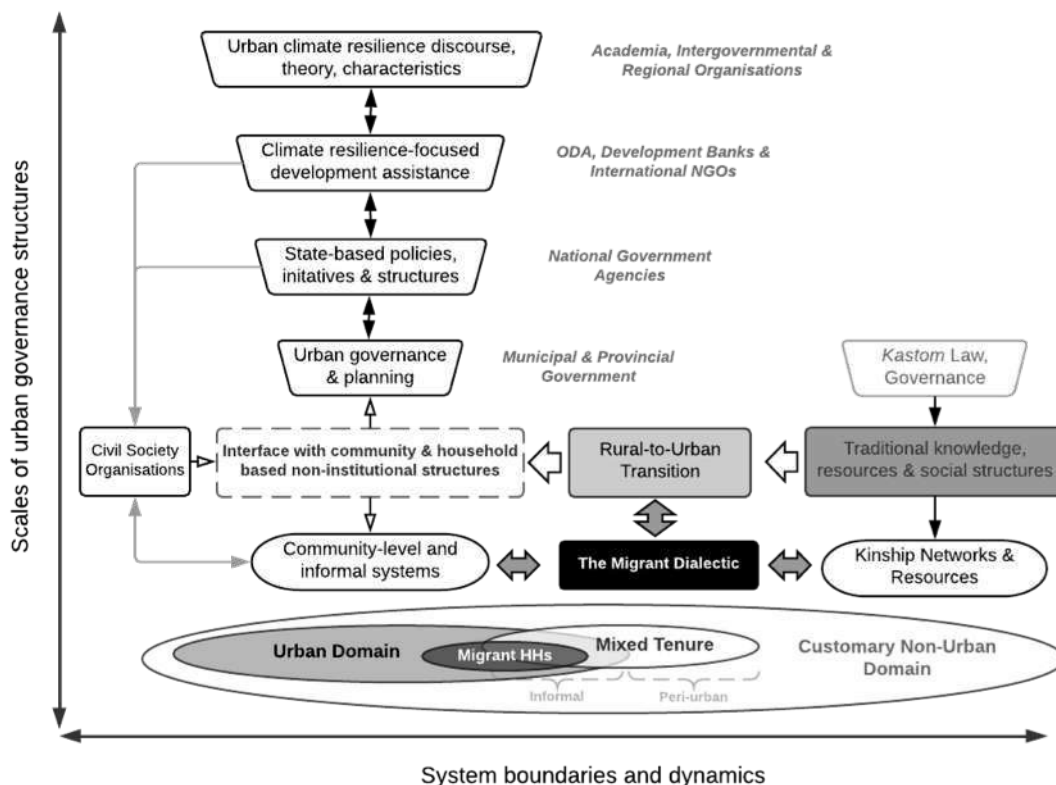 Urban climate resilience discourse,
theory, characteristics
Academia, Intergovernmental &
Regional Organisations
Climate resilience-focused
development assistance
ODA, Development Banks &
International NGOs
State-based policies,
initatives & structures
National Government
Agencies
Urban governance
& planning
Municipal & Provincial
Government
Kastom Law,
Governance
Civil Society
Organisations
Interface with community & household
based non-institutional structures
Rural-to-Urban
Transition
Traditional knowledge,
resources & social structures
Community-level and
informal systems
The Migrant Dialectic
Kinship Networks &
Resources
Urban Domain
Migrant HHs
Mixed Tenure
Customary Non-Urban
Domain
Informal
Peri-urban
Scales of urban governance structures
System boundaries and dynamics